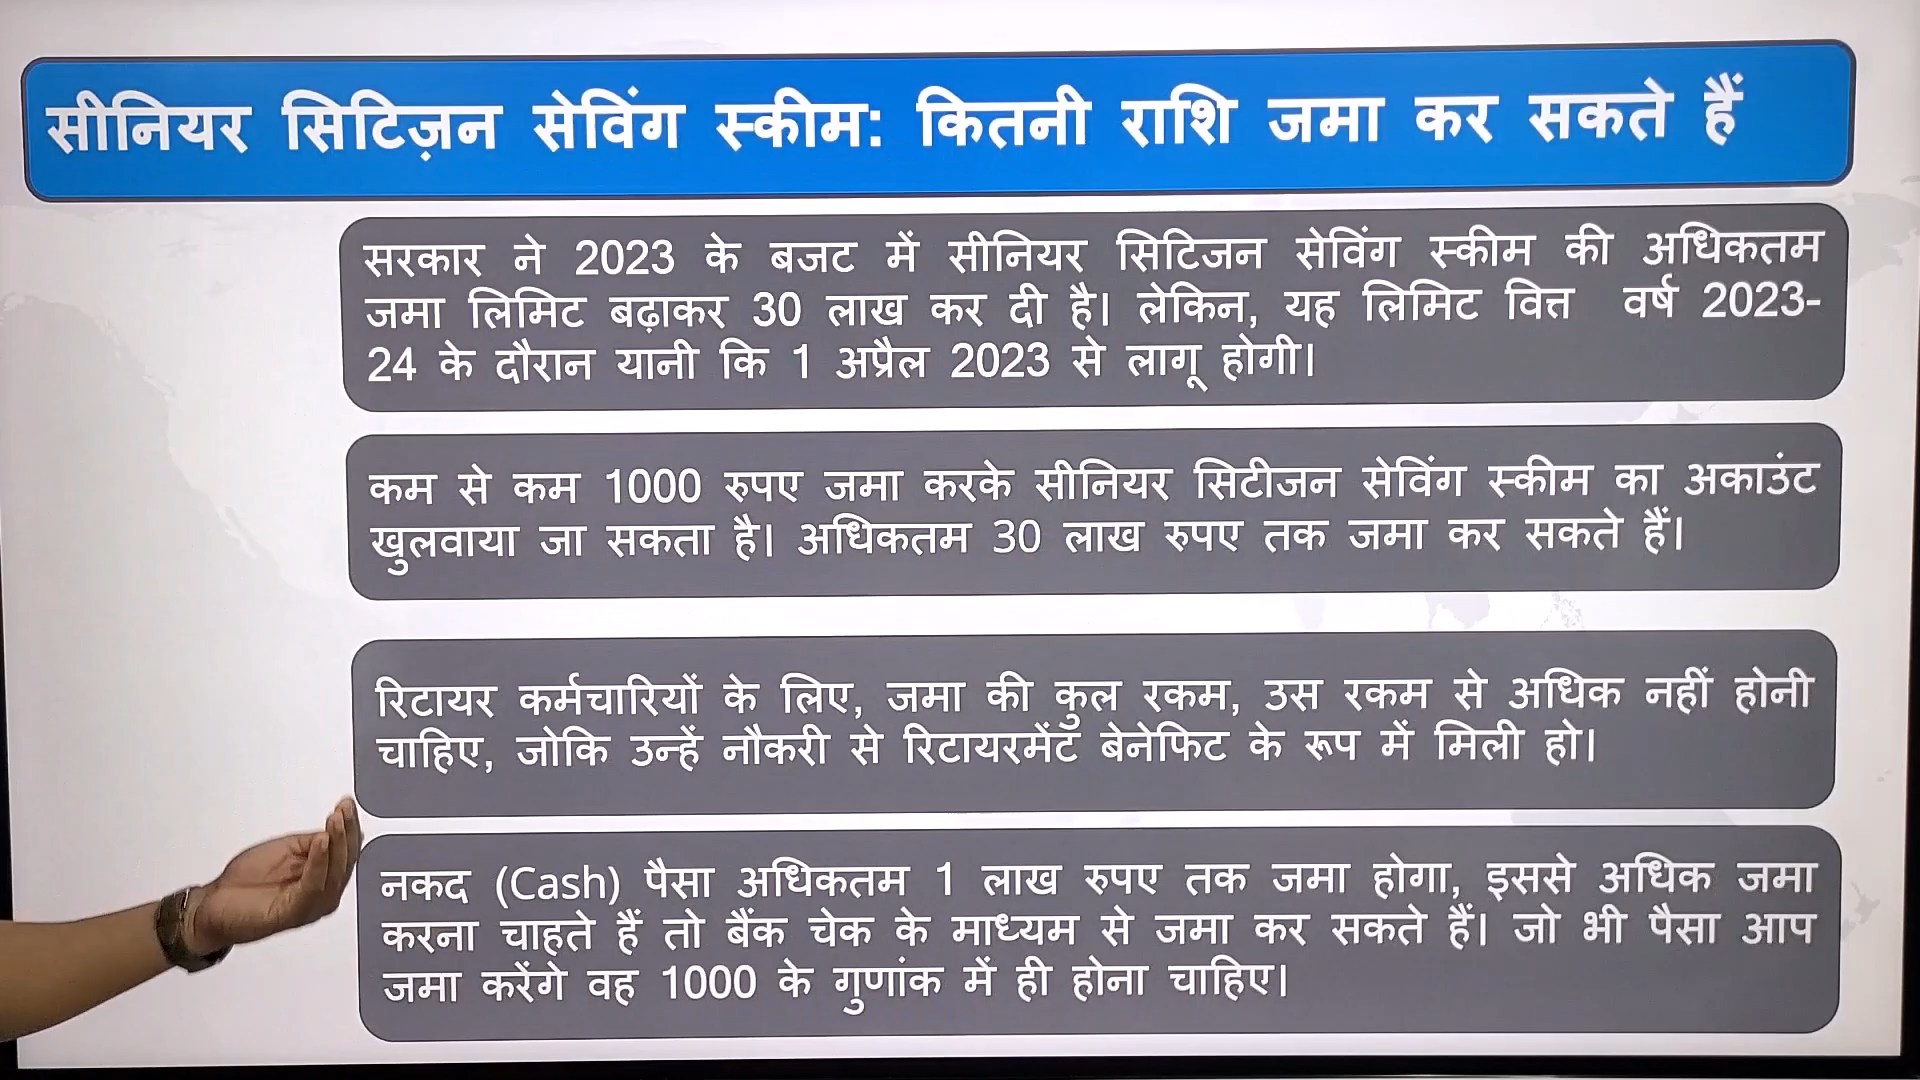 सीनियर सिटिज़न सेविंग स्कीम: कितनी राशि जमा कर सकते हैं
सरकार ने 2023 के बजट में सीनियर सिटिजन सेविंग स्कीम की अधिकतम
जमा लिमिट बढ़ाकर 30 लाख कर दी है। लेकिन, यह लिमिट वित्त वर्ष 2023-
24 के दौरान यानी कि 1 अप्रैल 2023 से लागू होगी।
कम से कम 1000 रुपए जमा करके सीनियर सिटीजन सेविंग स्कीम का अकाउंट
खुलवाया जा सकता है। अधिकतम 30 लाख रुपए तक जमा कर सकते हैं।
रिटायर कर्मचारियों के लिए, जमा की कुल रकम, उस रकम से अधिक नहीं होनी
चाहिए, जोकि उन्हें नौकरी से रिटायरमेंट बेनेफिट के रूप में मिली हो।
नकद (Cash) पैसा अधिकतम 1 लाख रुपए तक जमा होगा, इससे अधिक जमा
करना चाहते हैं तो बैंक चेक के माध्यम से जमा कर सकते हैं। जो भी पैसा आप
जमा करेंगे वह 1000 के गुणांक में ही होना चाहिए।